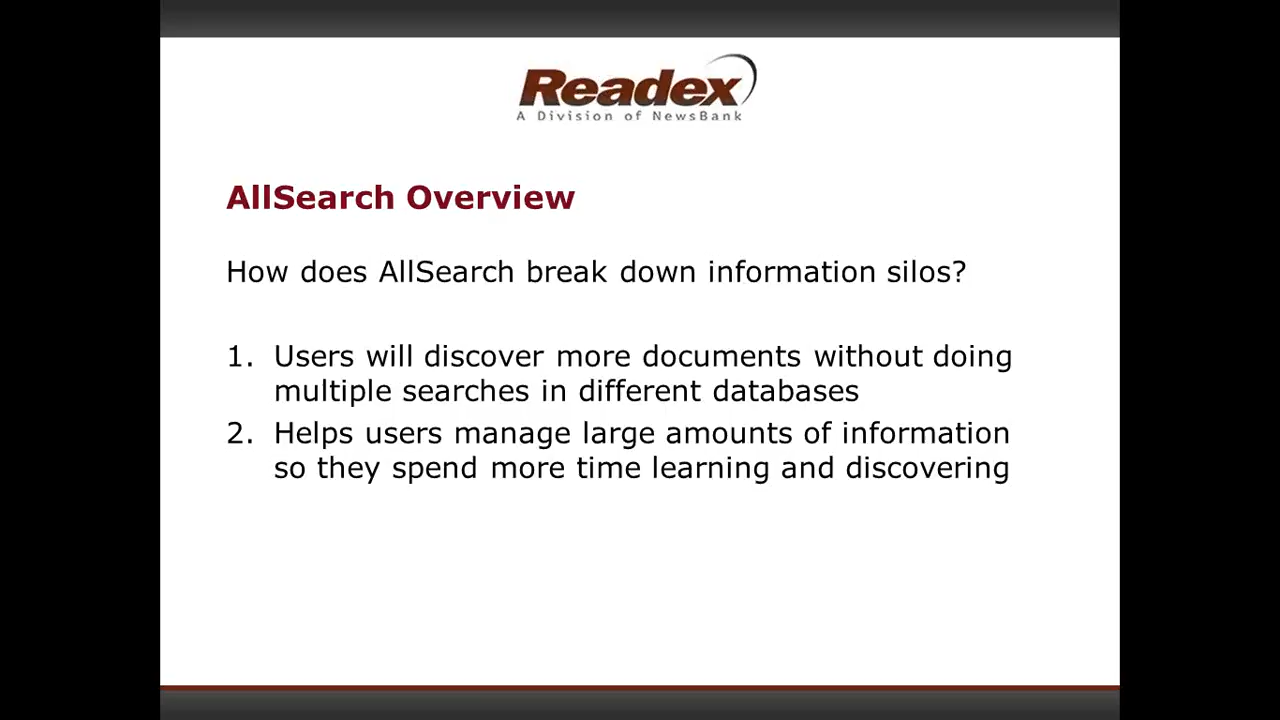 Readex
A Division of NewsBank
AllSearch Overview
How does AllSearch break down information silos?
1. Users will discover more documents without doing
multiple searches in different databases
2. Helps users manage large amounts of information
so they spend more time learning and discovering